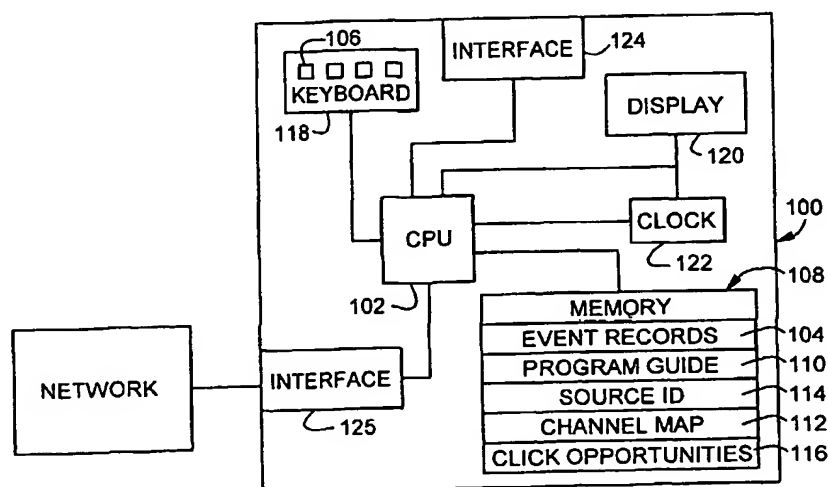 106
KEYBOARD
118
INTERFACE
124
DISPLAY
120
CPU
102
CLOCK
122
100
108
MEMORY
EVENT RECORDS
104
PROGRAM GUIDE
110
SOURCE ID
114
CHANNEL MAP
112
CLICK OPPORTUNITIES
116
NETWORK
INTERFACE
125